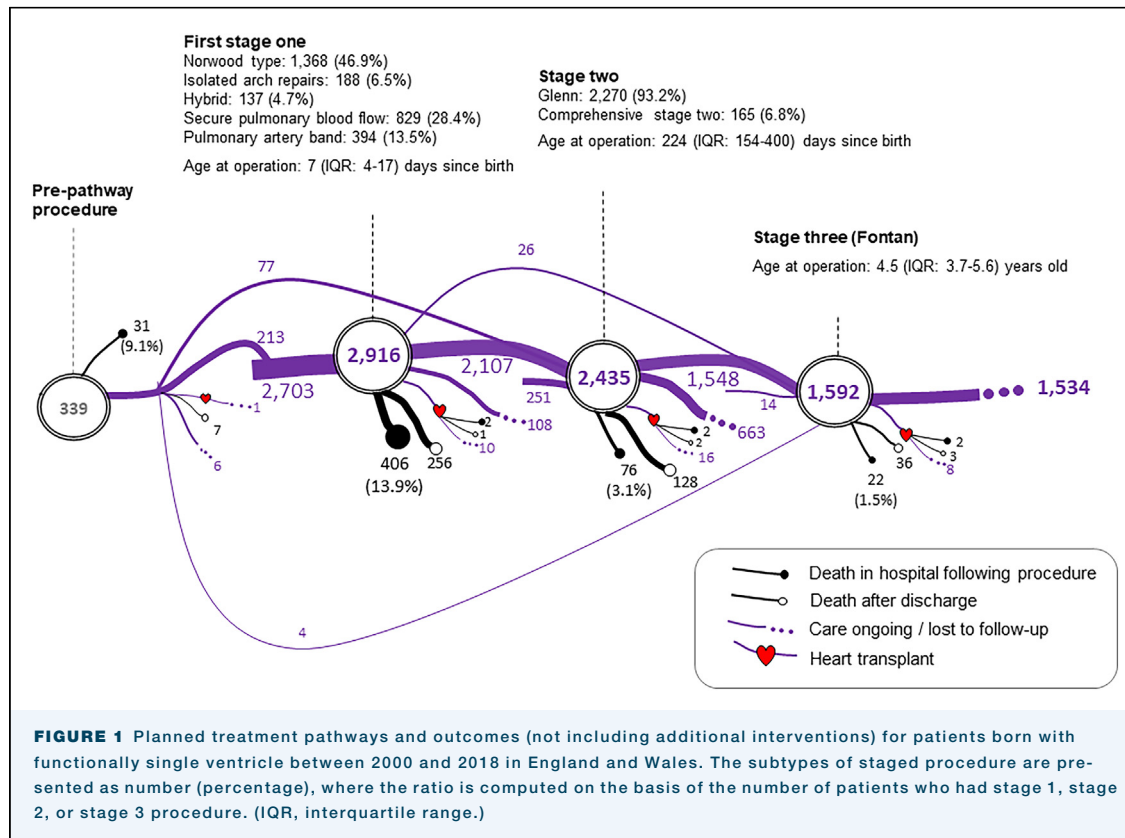 First stage one
Norwood type: 1,368 (46.9%)
Isolated arch repairs: 188 (6.5%)
Hybrid: 137 (4.7%)
Secure pulmonary blood flow: 829 (28.4%)
Pulmonary artery band: 394 (13.5%)
Age at operation: 7 (IQR: 4-17) days since birth
Stage two
Glenn: 2,270 (93.2%)
Comprehensive stage two: 165 (6.8%)
Age at operation: 224 (IQR: 154-400) days since birth
Pre-pathway
procedure
Stage three (Fontan)
Age at operation: 4.5 (IQR: 3.7-5.6) years old
77
26
31
(9.1%)
213
339
2,703
1
7
6
2,916
2,107
406
(13.9%)
256
2
1
10
108
251
2,435
1,548
76
(3.1%)
128
2
2
16
663
14
1,592
22
(1.5%)
36
2
3
8
1,534
4
Death in hospital following procedure
Death after discharge
Care ongoing / lost to follow-up
Heart transplant
FIGURE 1 Planned treatment pathways and outcomes (not including additional interventions) for patients born with
functionally single ventricle between 2000 and 2018 in England and Wales. The subtypes of staged procedure are pre-
sented as number (percentage), where the ratio is computed on the basis of the number of patients who had stage 1, stage
2, or stage 3 procedure. (IQR, interquartile range.)